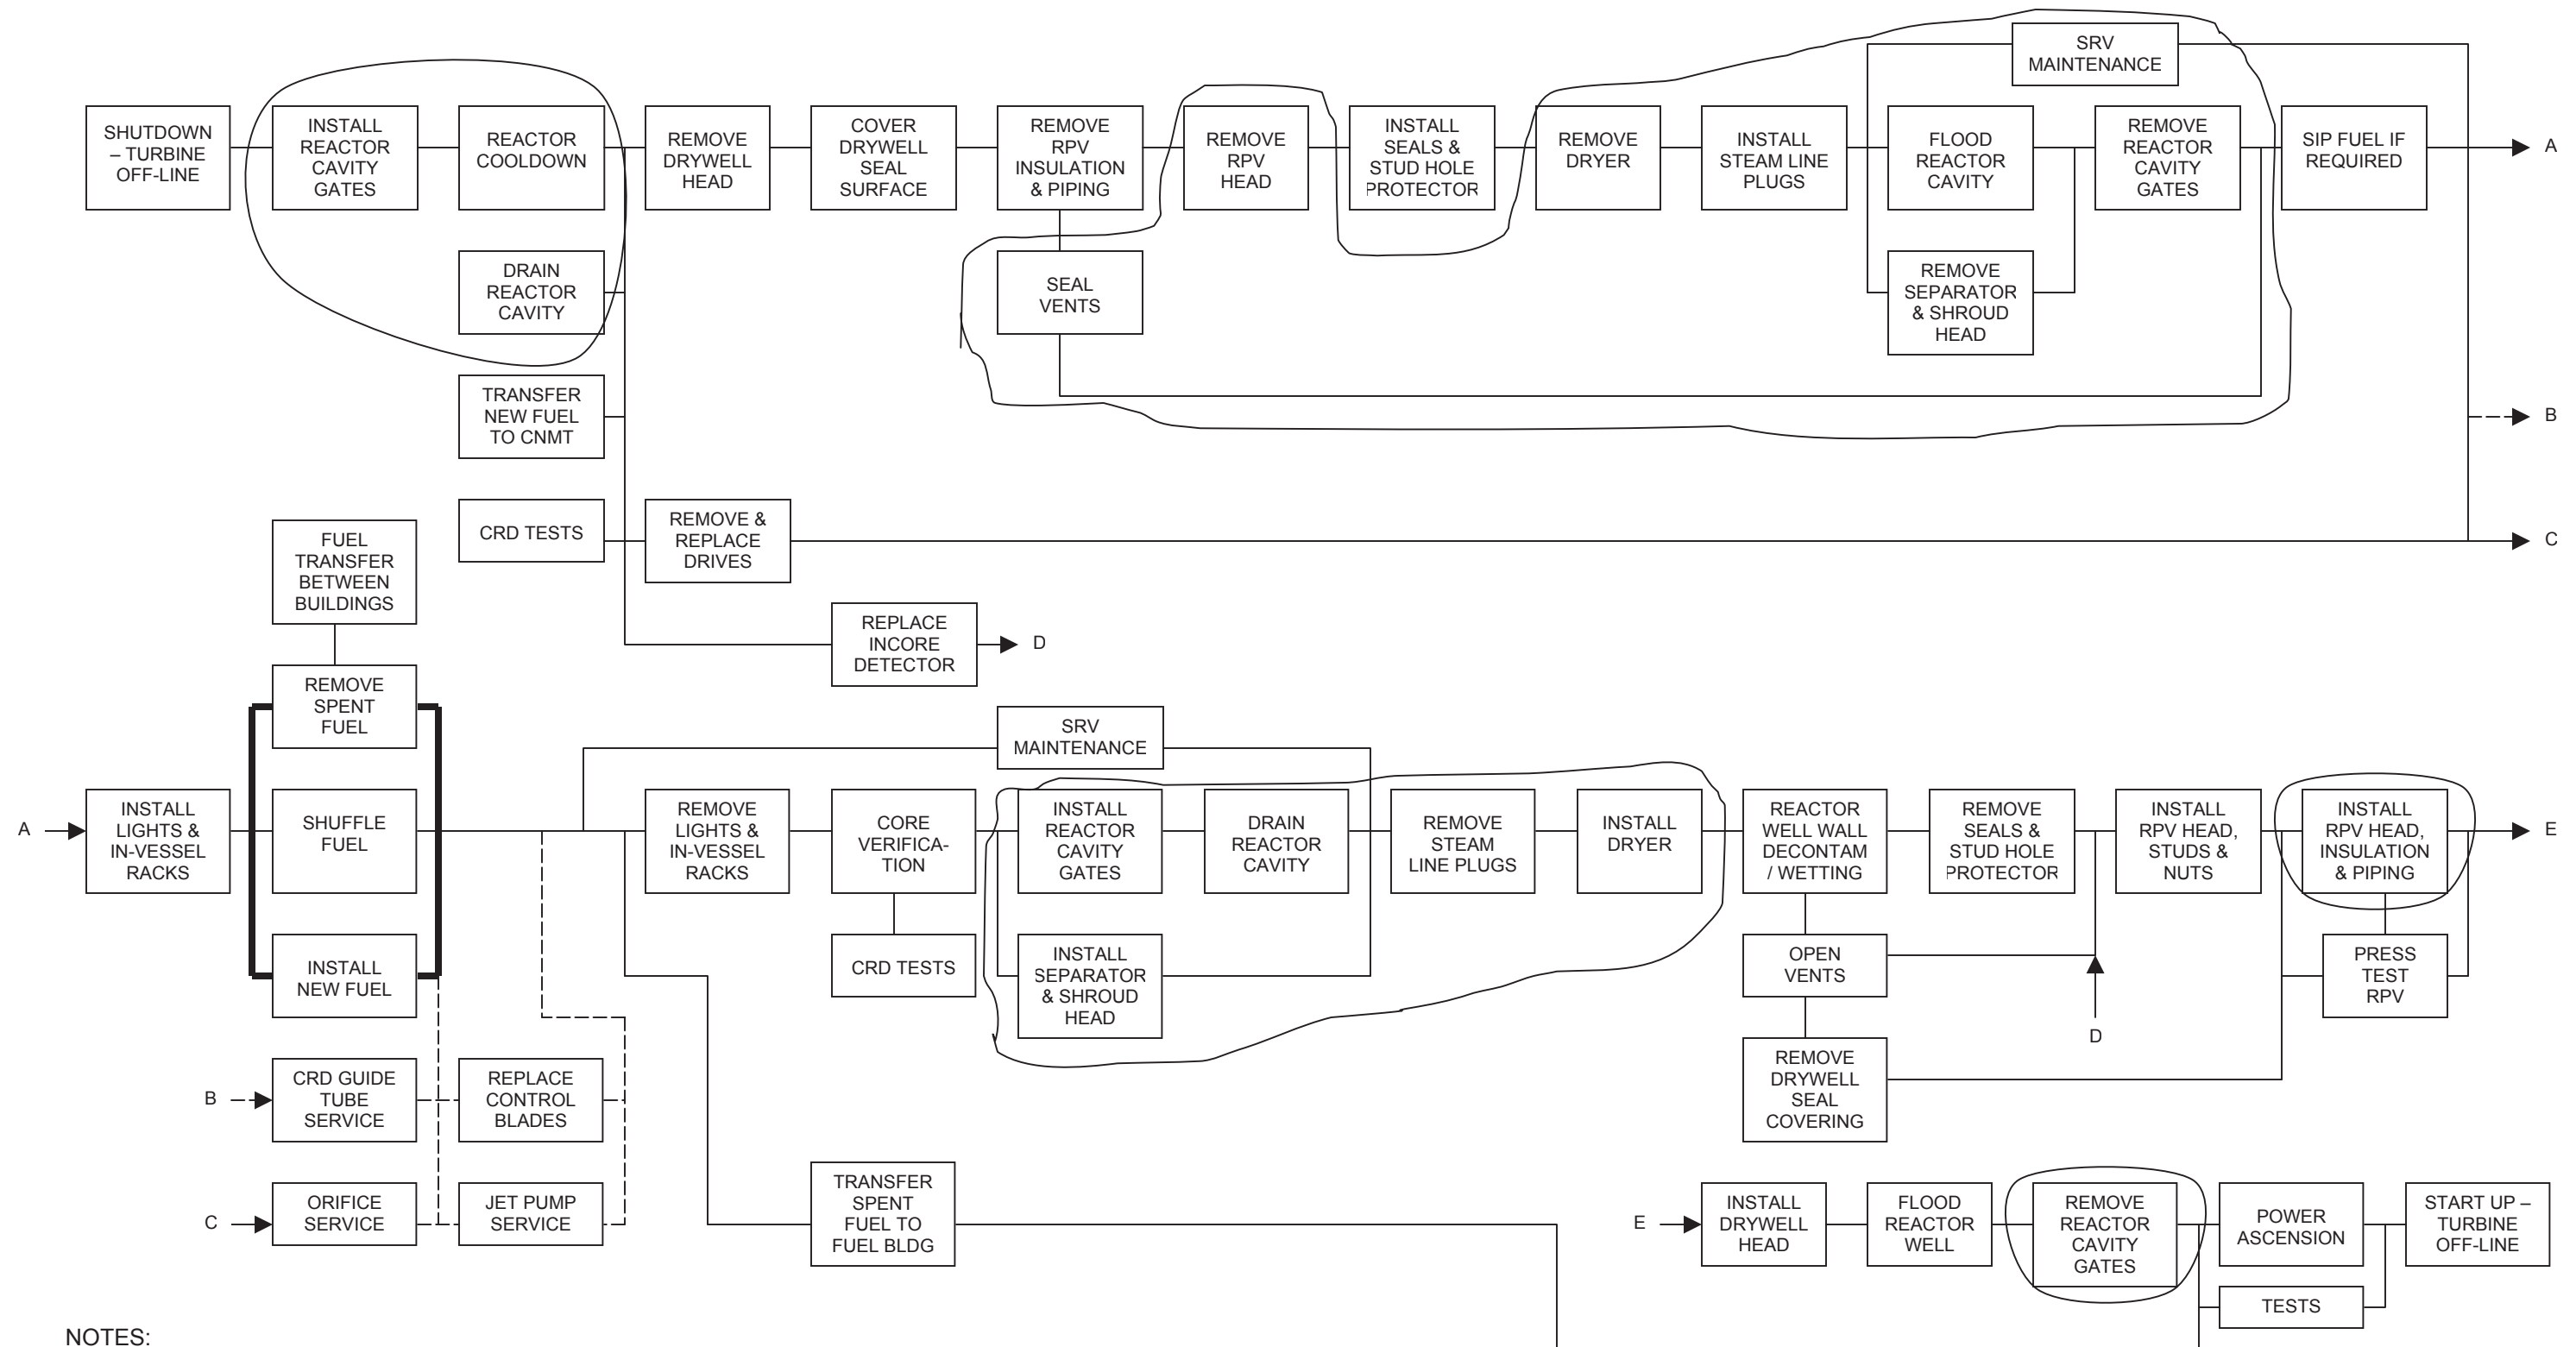 SRV
MAINTENANCE
SHUTDOWN
– TURBINE
OFF-LINE
INSTALL
REACTOR
CAVITY
GATES
REACTOR
COOLDOWN
REMOVE
DRYWELL
HEAD
COVER
DRYWELL
SEAL
SURFACE
REMOVE
RPV
INSULATION
& PIPING
REMOVE
RPV
HEAD
INSTALL
SEALS &
STUD HOLE
PROTECTOR
REMOVE
DRYER
INSTALL
STEAM LINE
PLUGS
FLOOD
REACTOR
CAVITY
REMOVE
REACTOR
CAVITY
GATES
SIP FUEL IF
REQUIRED
A
DRAIN
REACTOR
CAVITY
SEAL
VENTS
REMOVE
SEPARATOR
& SHROUD
HEAD
TRANSFER
NEW FUEL
TO CNMT
B
CRD TESTS
REMOVE &
REPLACE
DRIVES
C
FUEL
TRANSFER
BETWEEN
BUILDINGS
REPLACE
INCORE
DETECTOR
D
REMOVE
SPENT
FUEL
SRV
MAINTENANCE
A
INSTALL
LIGHTS &
IN-VESSEL
RACKS
SHUFFLE
FUEL
REMOVE
LIGHTS &
IN-VESSEL
RACKS
CORE
VERIFICA-
TION
INSTALL
REACTOR
CAVITY
GATES
DRAIN
REACTOR
CAVITY
REMOVE
STEAM
LINE PLUGS
INSTALL
DRYER
REACTOR
WELL WALL
DECONTAM
/ WETTING
REMOVE
SEALS &
STUD HOLE
PROTECTOR
INSTALL
RPV HEAD,
STUDS &
NUTS
INSTALL
RPV HEAD,
INSULATION
& PIPING
E
INSTALL
NEW FUEL
CRD TESTS
INSTALL
SEPARATOR
& SHROUD
HEAD
OPEN
VENTS
PRESS
TEST
RPV
D
B
CRD GUIDE
TUBE
SERVICE
REPLACE
CONTROL
BLADES
REMOVE
DRYWELL
SEAL
COVERING
C
ORIFICE
SERVICE
JET PUMP
SERVICE
TRANSFER
SPENT
FUEL TO
FUEL BLDG
E
INSTALL
DRYWELL
HEAD
FLOOD
REACTOR
WELL
REMOVE
REACTOR
CAVITY
GATES
POWER
ASCENSION
START UP –
TURBINE
OFF-LINE
TESTS
NOTES: